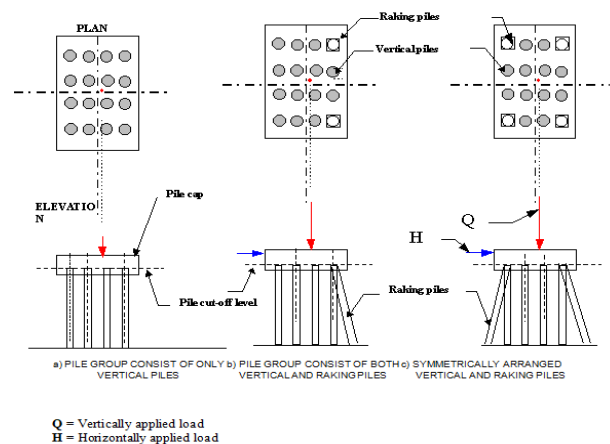 PLAN
Raking piles
Vertical piles
ELEVATIO
N
Pile cap
Q
H
Pile cut-off level
Raking piles
a) PILE GROUP CONSIST OF ONLY
VERTICAL PILES
b) PILE GROUP CONSIST OF BOTH
VERTICAL AND RAKING PILES
c) SYMMETRICALLY ARRANGED
VERTICAL AND RAKING PILES
Q = Vertically applied load
H = Horizontally applied load